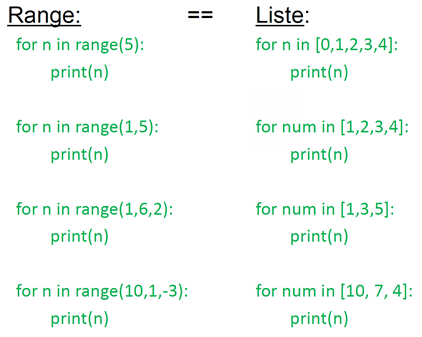 Range: == Liste:
for n in range(5): for n in [0,1,2,3,4]:
print(n) print(n)
for n in range(1,5): for num in [1,2,3,4]:
print(n) print(n)
for n in range(1,6,2): for num in [1,3,5]:
print(n) print(n)
for n in range(10,1,-3): for num in [10, 7, 4]:
print(n) print(n)